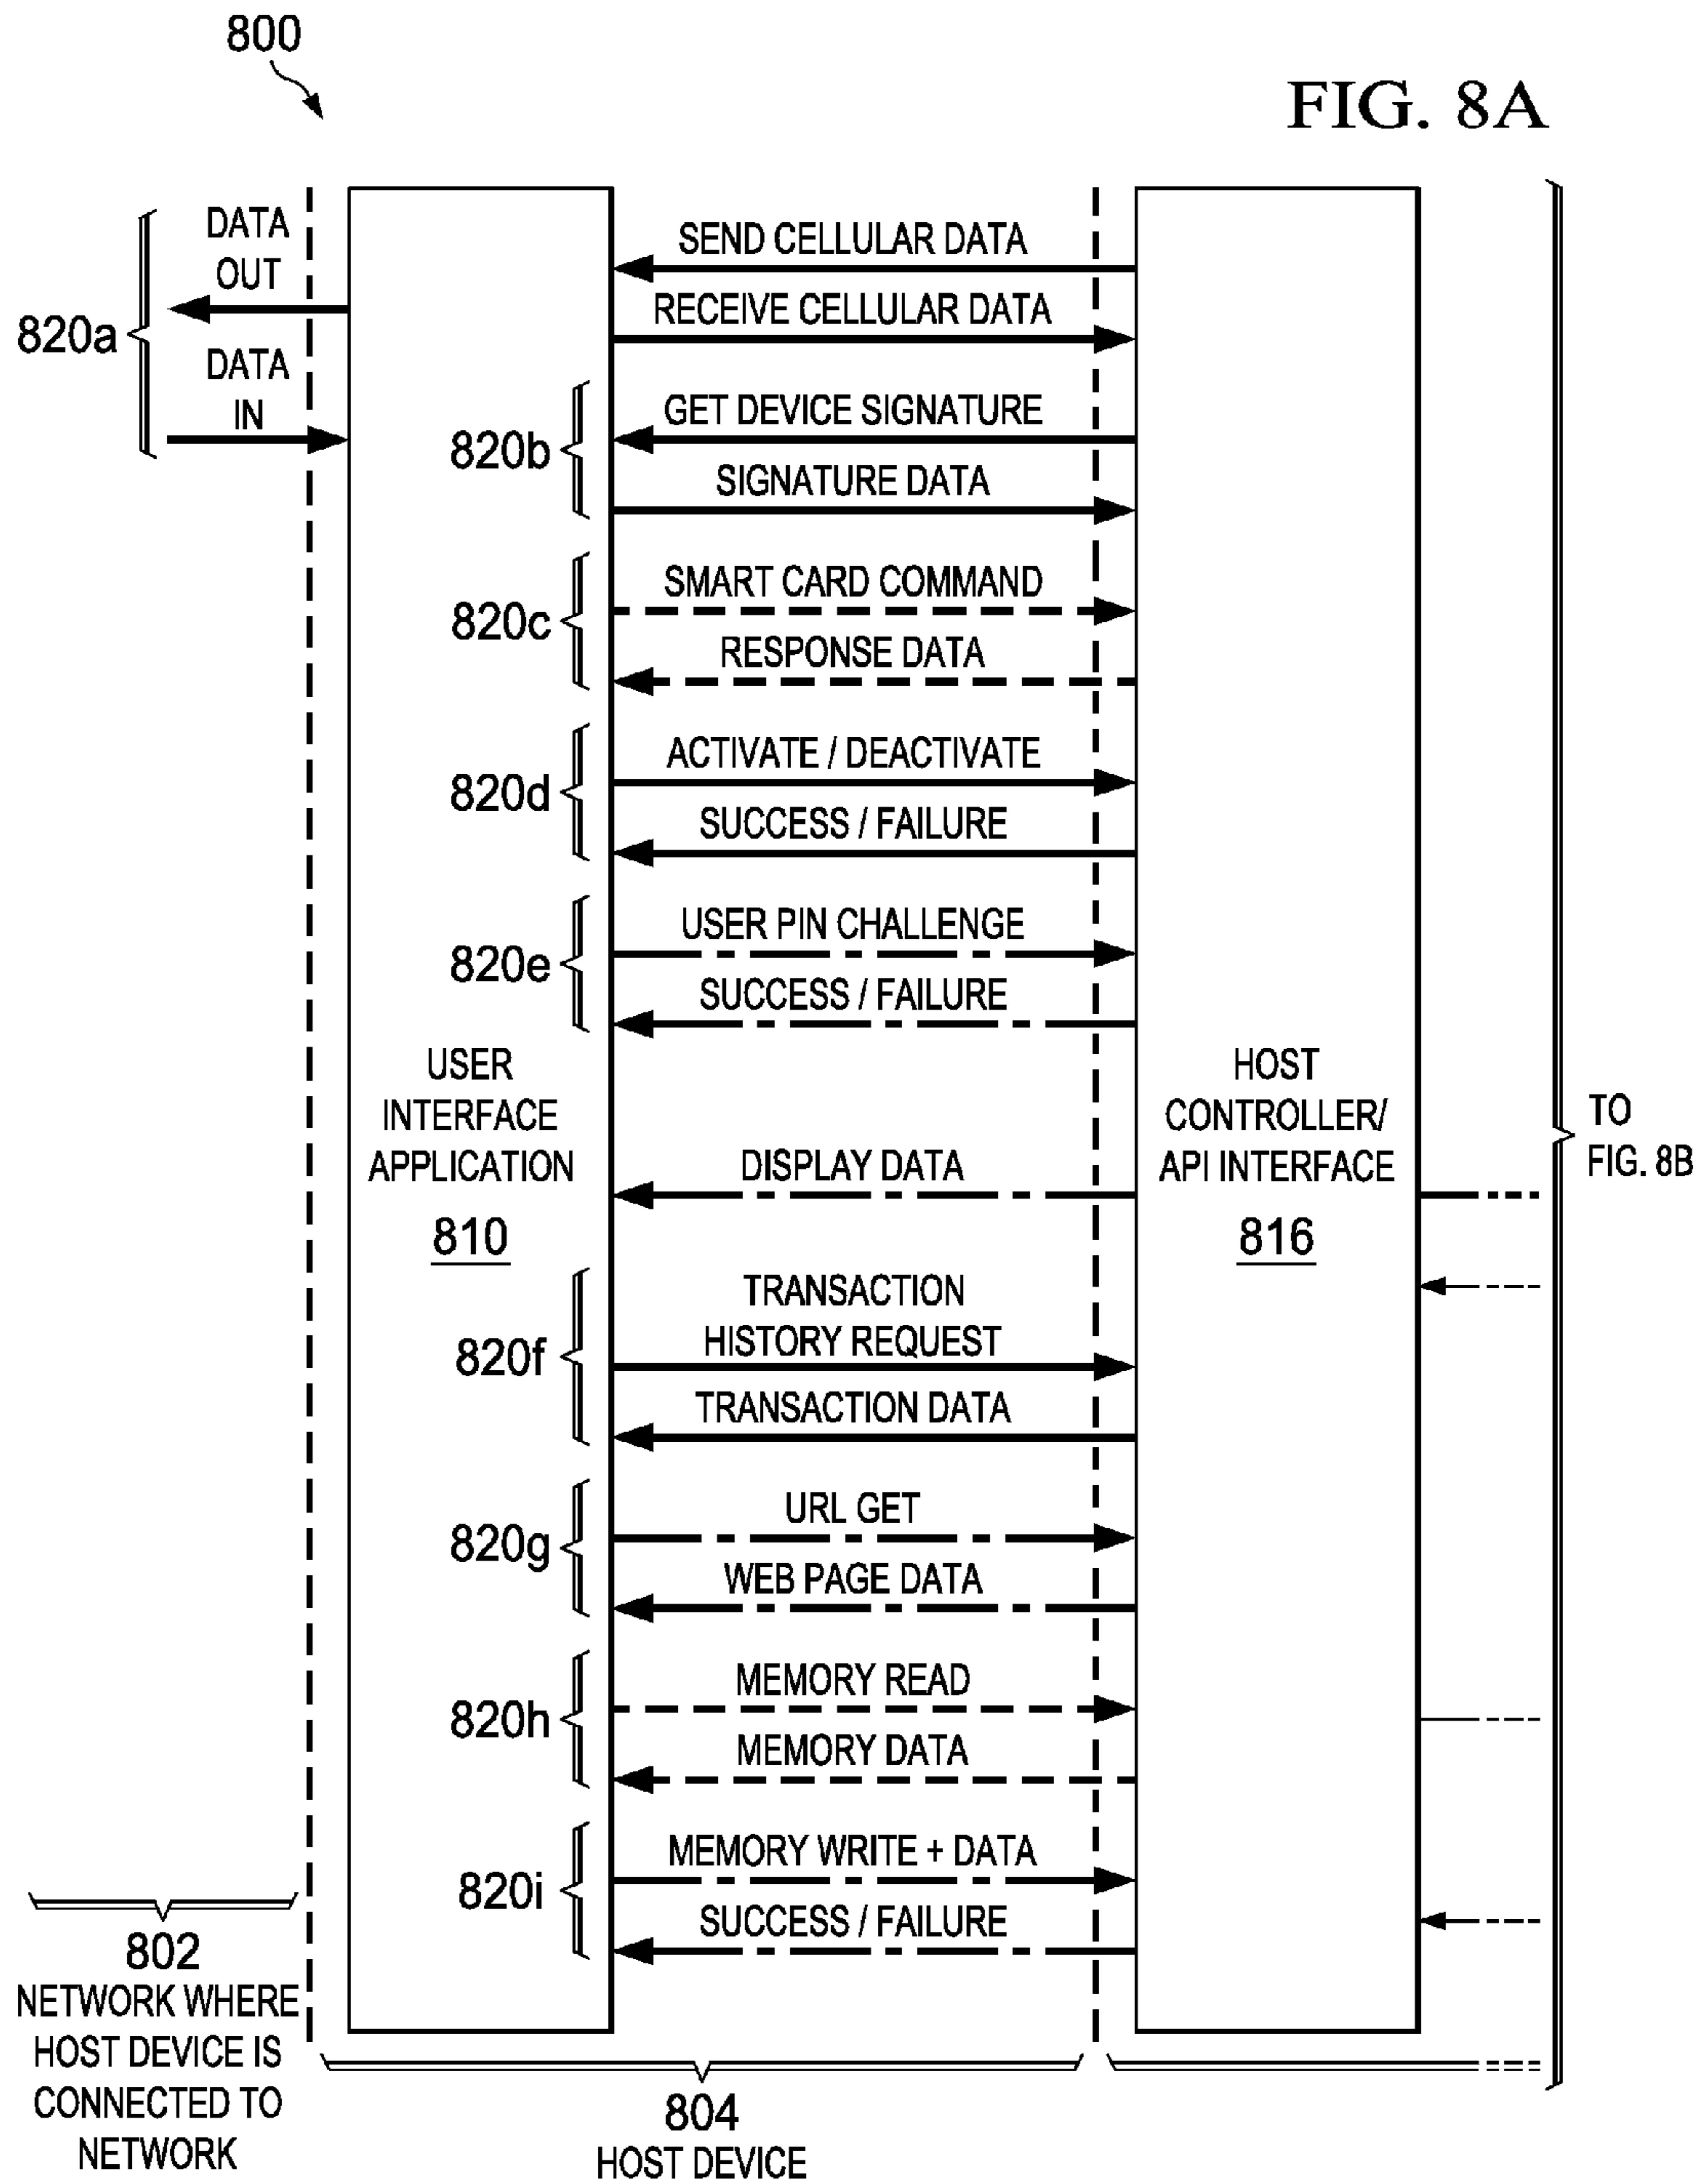 800
FIG. 8A
DATA
OUT
820a
DATA
IN
SEND CELLULAR DATA
RECEIVE CELLULAR DATA
820b
GET DEVICE SIGNATURE
SIGNATURE DATA
820c
SMART CARD COMMAND
RESPONSE DATA
820d
ACTIVATE / DEACTIVATE
SUCCESS / FAILURE
820e
USER PIN CHALLENGE
SUCCESS / FAILURE
USER
INTERFACE
APPLICATION
810
DISPLAY DATA
HOST
CONTROLLER/
API INTERFACE
816
TO
FIG. 8B
820f
TRANSACTION
HISTORY REQUEST
TRANSACTION DATA
820g
URL GET
WEB PAGE DATA
820h
MEMORY READ
MEMORY DATA
820i
MEMORY WRITE + DATA
SUCCESS / FAILURE
802
NETWORK WHERE
HOST DEVICE IS
CONNECTED TO
NETWORK
804
HOST DEVICE